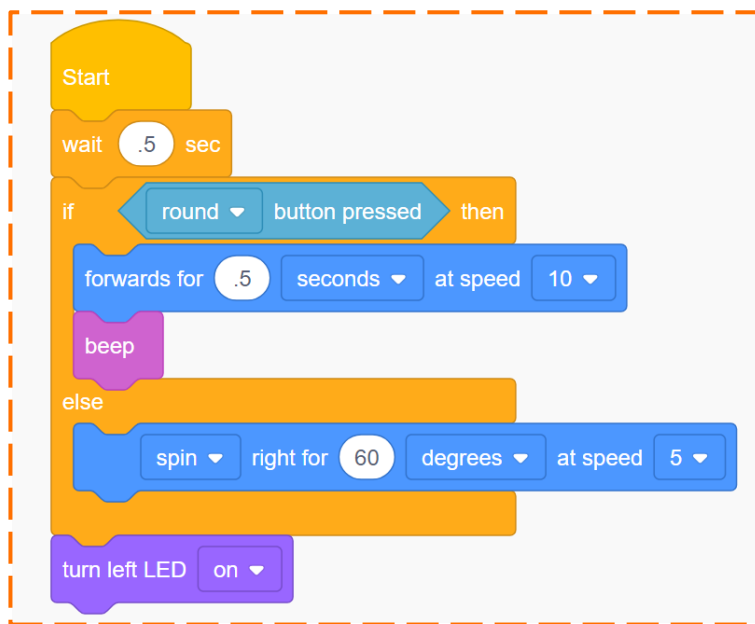 Start
wait .5 sec
if round button pressed then
forwards for .5 seconds at speed 10
beep
else
spin right for 60 degrees at speed 5
turn left LED on